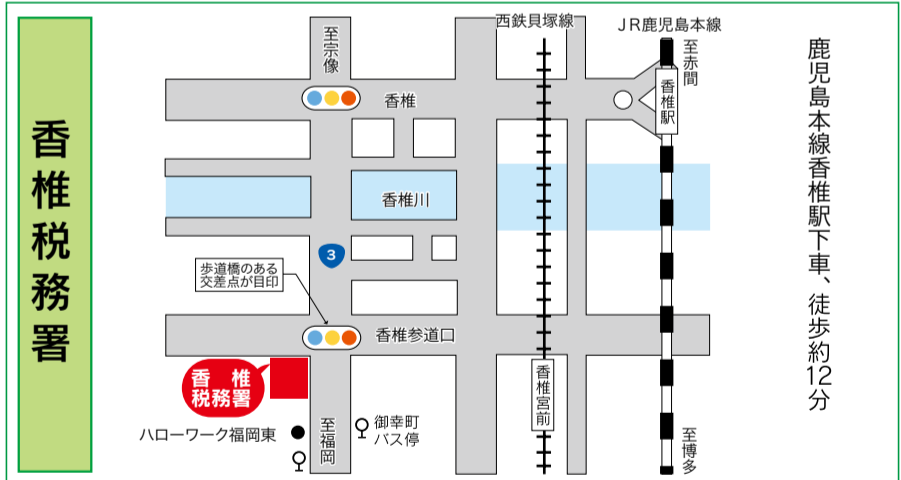 香椎税務署
西鉄貝塚線
JR鹿児島本線
至宗像
至赤間
香椎
香椎駅
香椎川
3
歩道橋のある
交差点が目印
香椎参道口
香椎
税務署
香椎宮前
ハローワーク福岡東
至福岡
御幸町
バス停
至博多
鹿児島本線香椎駅下車、徒歩約12分